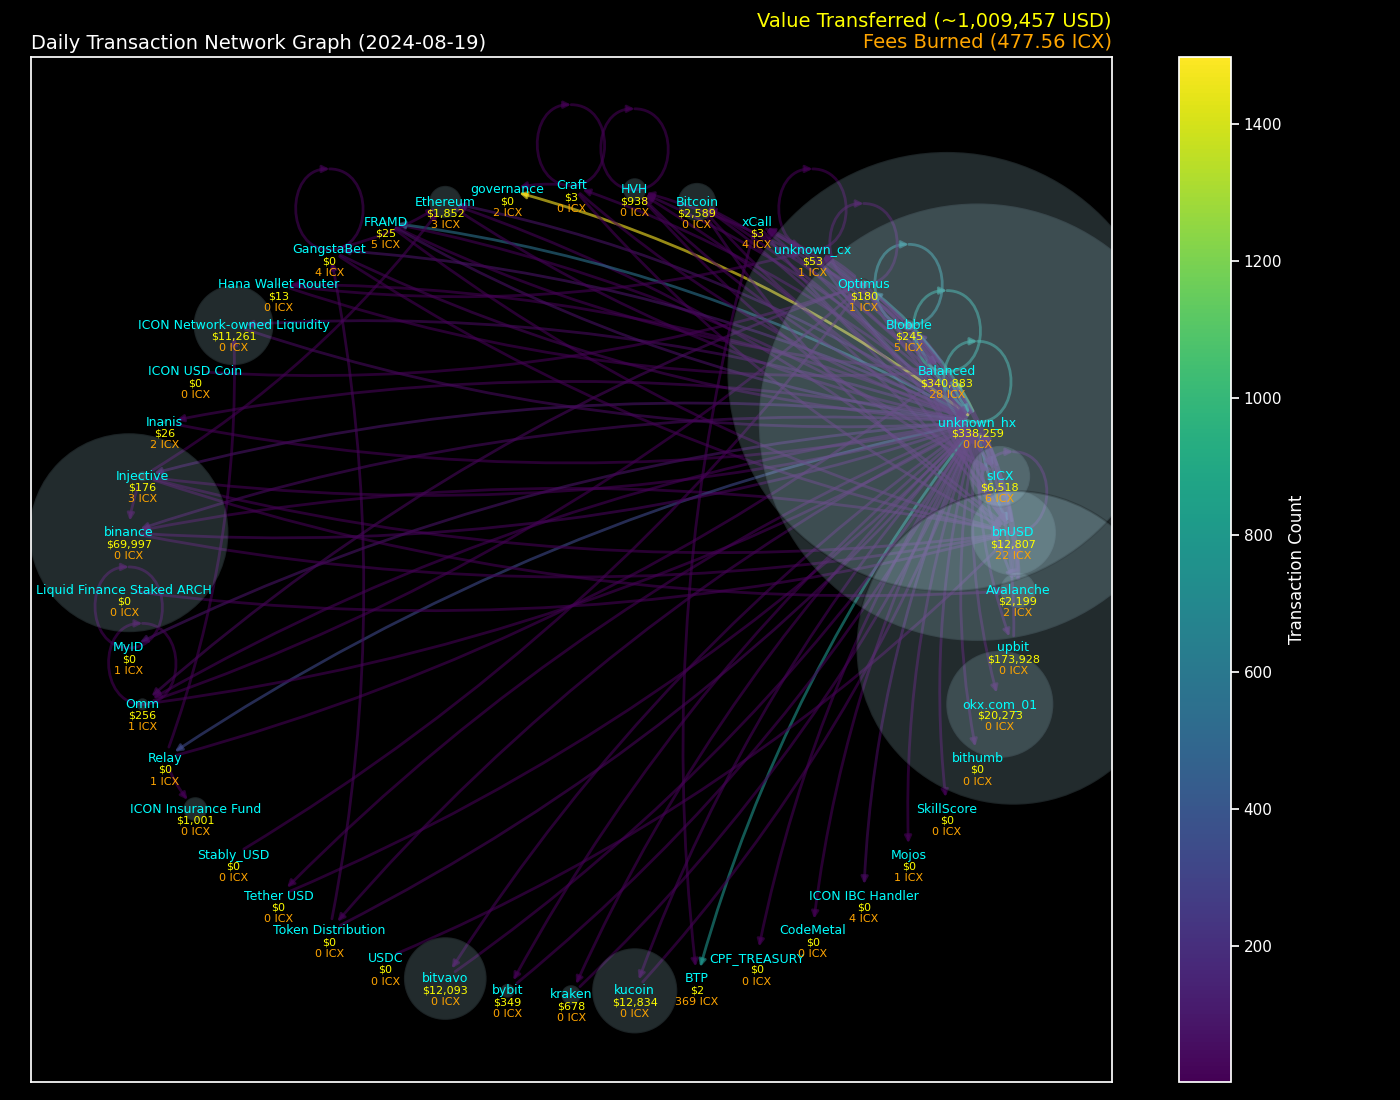 Value Transferred (~1,009,457 USD)
Daily Transaction Network Graph (2024-08-19)
Fees Burned (477.56 ICX)
Craft
$3
0 ICX
HVH
$938
0 ICX
governance
$0
2 ICX
Bitcoin
$2,589
0 ICX
Ethereum
$1,852
3 ICX
xCall
$3
4 ICX
FRAMD
$25
5 ICX
unknown_cx
$53
1 ICX
GangstaBet
$0
4 ICX
Optimus
$180
1 ICX
Hana Wallet Router
$13
0 ICX
Blobble
$245
5 ICX
ICON Network-owned Liquidity
$11,261
0 ICX
Balanced
$340,883
28 ICX
ICON USD Coin
$0
0 ICX
unknown_hx
$338,259
0 ICX
Inanis
$26
2 ICX
sICX
$6,518
6 ICX
Injective
$176
3 ICX
bnUSD
$12,807
22 ICX
binance
$69,997
0 ICX
Avalanche
$2,199
2 ICX
Liquid Finance Staked ARCH
$0
0 ICX
upbit
$173,928
0 ICX
MyID
$0
1 ICX
okx.com_01
$20,273
0 ICX
Omm
$256
1 ICX
bithumb
$0
0 ICX
Relay
$0
1 ICX
SkillScore
$0
0 ICX
ICON Insurance Fund
$1,001
0 ICX
Mojos
$0
1 ICX
Stably_USD
$0
0 ICX
ICON IBC Handler
$0
4 ICX
Tether USD
$0
0 ICX
CodeMetal
$0
0 ICX
Token Distribution
$0
0 ICX
CPF_TREASURY
$0
0 ICX
USDC
$0
0 ICX
BTP
$2
369 ICX
bitvavo
$12,093
0 ICX
kucoin
$12,834
0 ICX
bybit
$349
0 ICX
kraken
$678
0 ICX
1400
1200
1000
800
600
400
200
Transaction Count